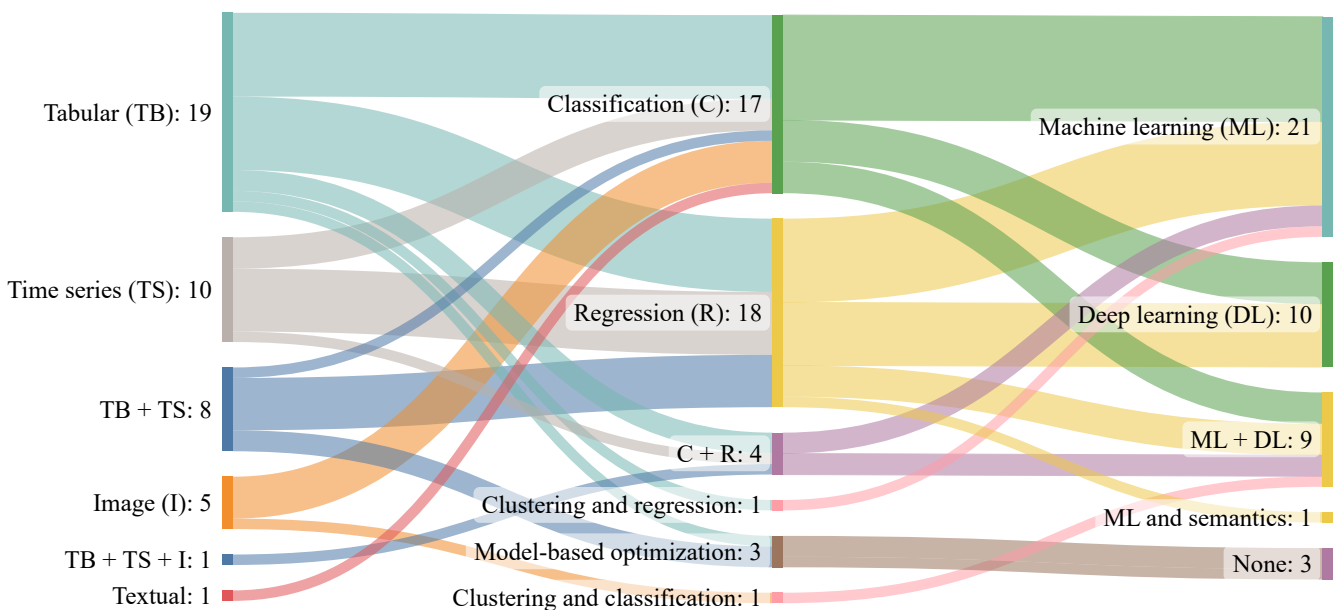 Tabular (TB): 19
Time series (TS): 10
TB + TS: 8
Image (I): 5
TB + TS + I: 1
Textual: 1
Classification (C): 17
Regression (R): 18
C + R: 4
Clustering and regression: 1
Model-based optimization: 3
Clustering and classification: 1
Machine learning (ML): 21
Deep learning (DL): 10
ML + DL: 9
ML and semantics: 1
None: 3